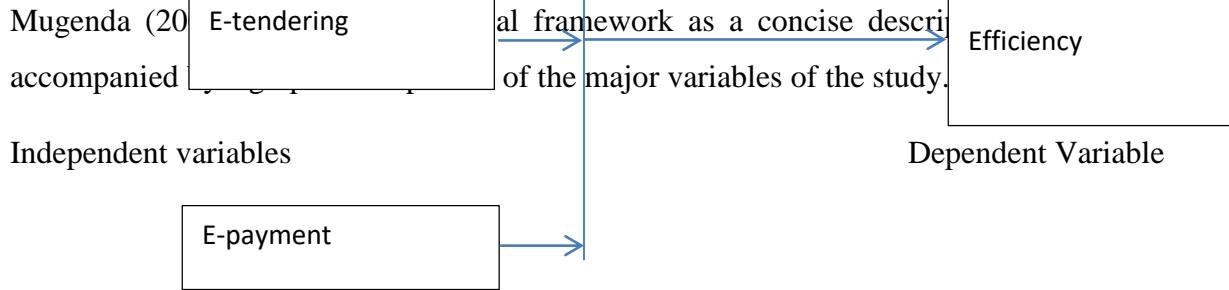 Mugenda (20 E-tendering al framework as a concise descrip
Efficiency
accompanied of the major variables of the study.
Independent variables Dependent Variable
E-payment